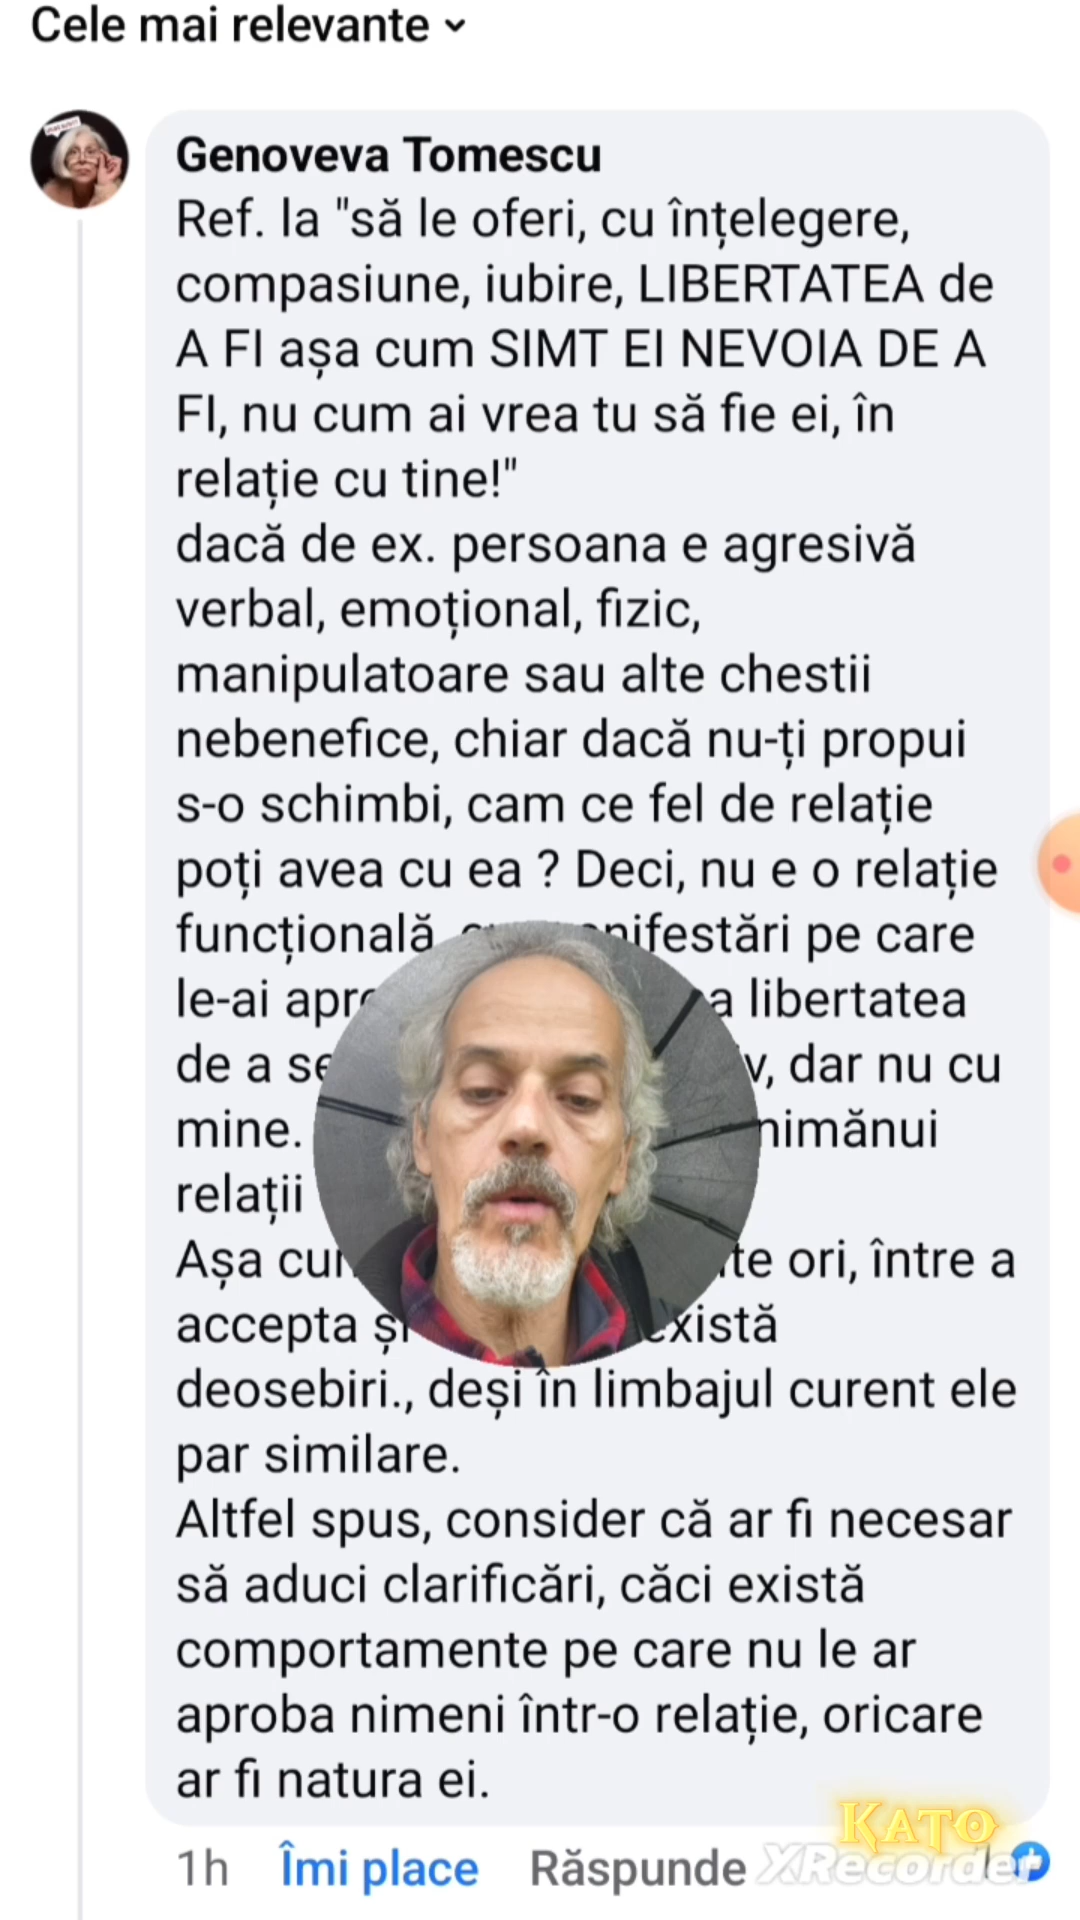 Cele mai relevante
Genoveva Tomescu
Ref. la "să le oferi, cu înțelegere,
compasiune, iubire, LIBERTATEA de
A FI așa cum SIMT EI NEVOIA DE A
FI, nu cum ai vrea tu să fie ei, în
relație cu tine!"
dacă de ex. persoana e agresivă
verbal, emoțional, fizic,
manipulatoare sau alte chestii
nebenefice, chiar dacă nu-ți propui
s-o schimbi, cam ce fel de relație
poți avea cu ea ? Deci, nu e o relație
funcțională pe care
le-ai libertatea
de a dar nu cu
mine. nimănui
relații
Așa ori, între a
accepta există
deosebiri., deși în limbajul curent ele
par similare.
Altfel spus, consider că ar fi necesar
să aduci clarificări, căci există
comportamente pe care nu le ar
aproba nimeni într-o relație, oricare
ar fi natura ei.
KATO
1h Îmi place Răspunde XRecorder